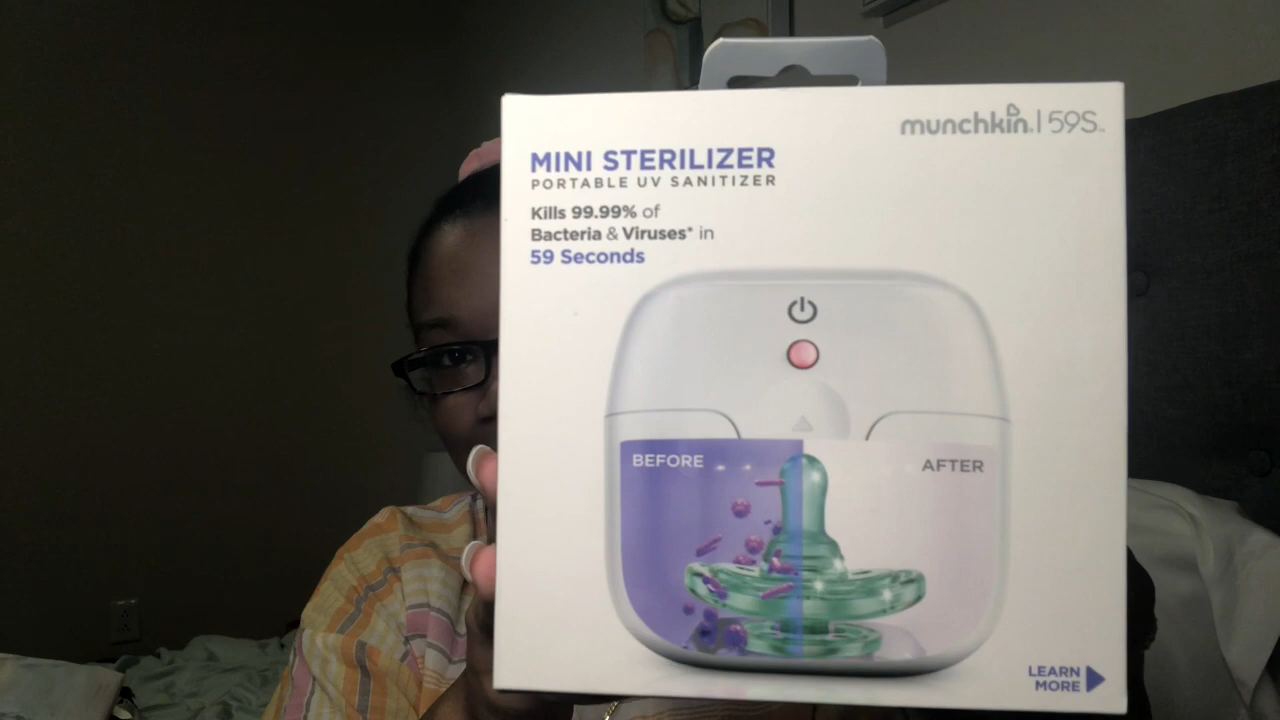 munchkin.| 59S™
MINI STERILIZER
PORTABLE UV SANITIZER
Kills 99.99% of
Bacteria & Viruses* in
59 Seconds
BEFORE
AFTER
LEARN
MORE